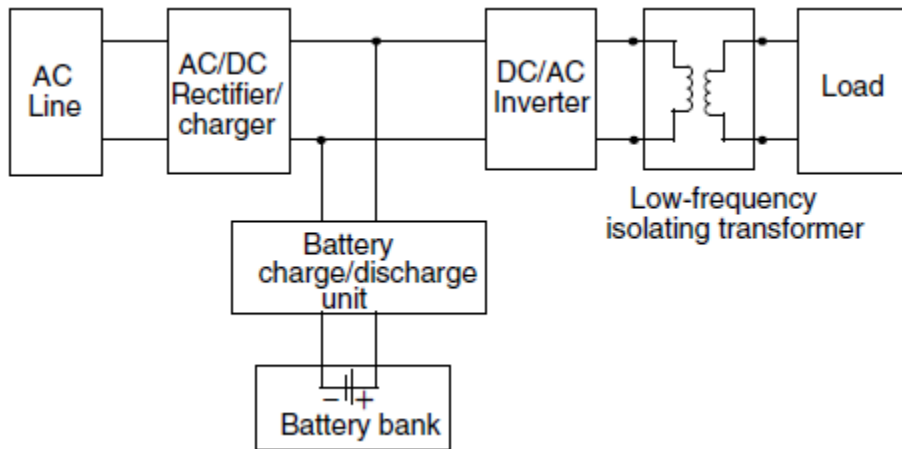 AC
Line
AC/DC
Rectifier/
charger
DC/AC
Inverter
Load
Low-frequency
isolating transformer
Battery
charge/discharge
unit
− +
Battery bank